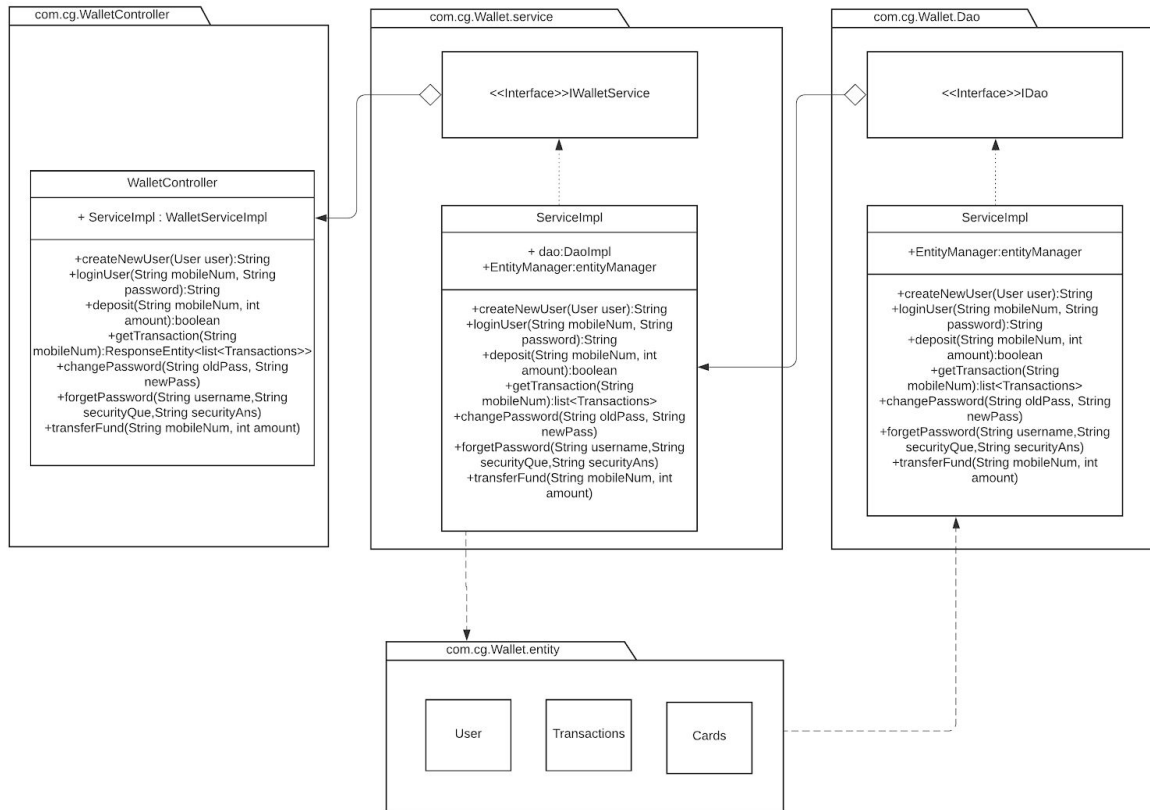 com.cg.WalletController
WalletController
+ ServiceImpl : WalletServiceImpl
+createNewUser(User user):String
+loginUser(String mobileNum, String
password):String
+deposit(String mobileNum, int
amount):boolean
+getTransaction(String
mobileNum):ResponseEntity<list<Transactions>>
+changePassword(String oldPass, String
newPass)
+forgetPassword(String username,String
securityQue,String securityAns)
+transferFund(String mobileNum, int amount)
com.cg.Wallet.service
<<Interface>>IWalletService
ServiceImpl
+ dao:DaoImpl
+EntityManager:entityManager
+createNewUser(User user):String
+loginUser(String mobileNum, String
password):String
+deposit(String mobileNum, int
amount):boolean
+getTransaction(String
mobileNum):list<Transactions>
+changePassword(String oldPass, String
newPass)
+forgetPassword(String username,String
securityQue,String securityAns)
+transferFund(String mobileNum, int
amount)
com.cg.Wallet.Dao
<<Interface>>IDao
ServiceImpl
+EntityManager:entityManager
+createNewUser(User user):String
+loginUser(String mobileNum, String
password):String
+deposit(String mobileNum, int
amount):boolean
+getTransaction(String
mobileNum):list<Transactions>
+changePassword(String oldPass, String
newPass)
+forgetPassword(String username,String
securityQue,String securityAns)
+transferFund(String mobileNum, int
amount)
com.cg.Wallet.entity
User
Transactions
Cards